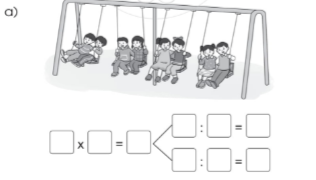 a)
x =
: =
: =